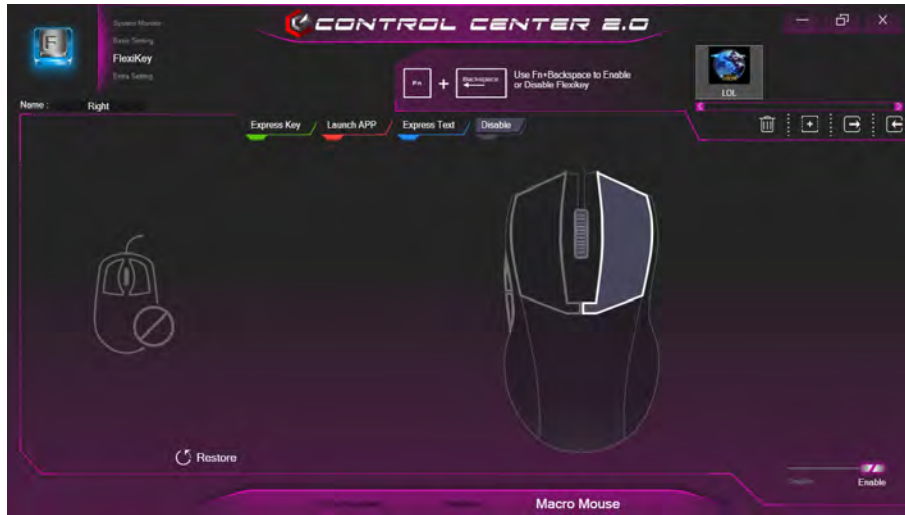 CONTROL CENTER 2.0
System Monitor
Basic Setting
FlexiKey
Extra Setting
F
Fn + Backspace Use Fn+Backspace to Enable
or Disable Flexikey
LOL
Name : Right
Express Key / Launch APP / Express Text / Disable
Restore
Enable
Macro Mouse